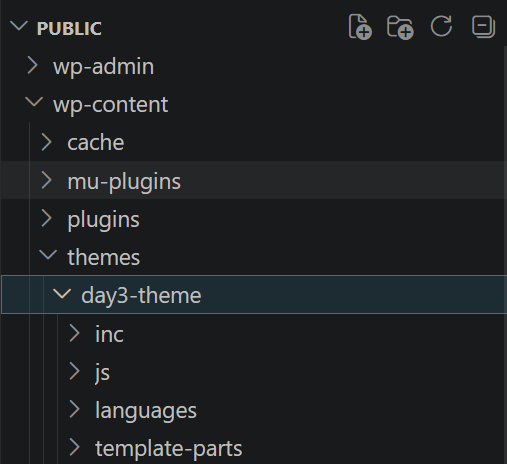 PUBLIC
wp-admin
wp-content
cache
mu-plugins
plugins
themes
day3-theme
inc
js
languages
template-parts